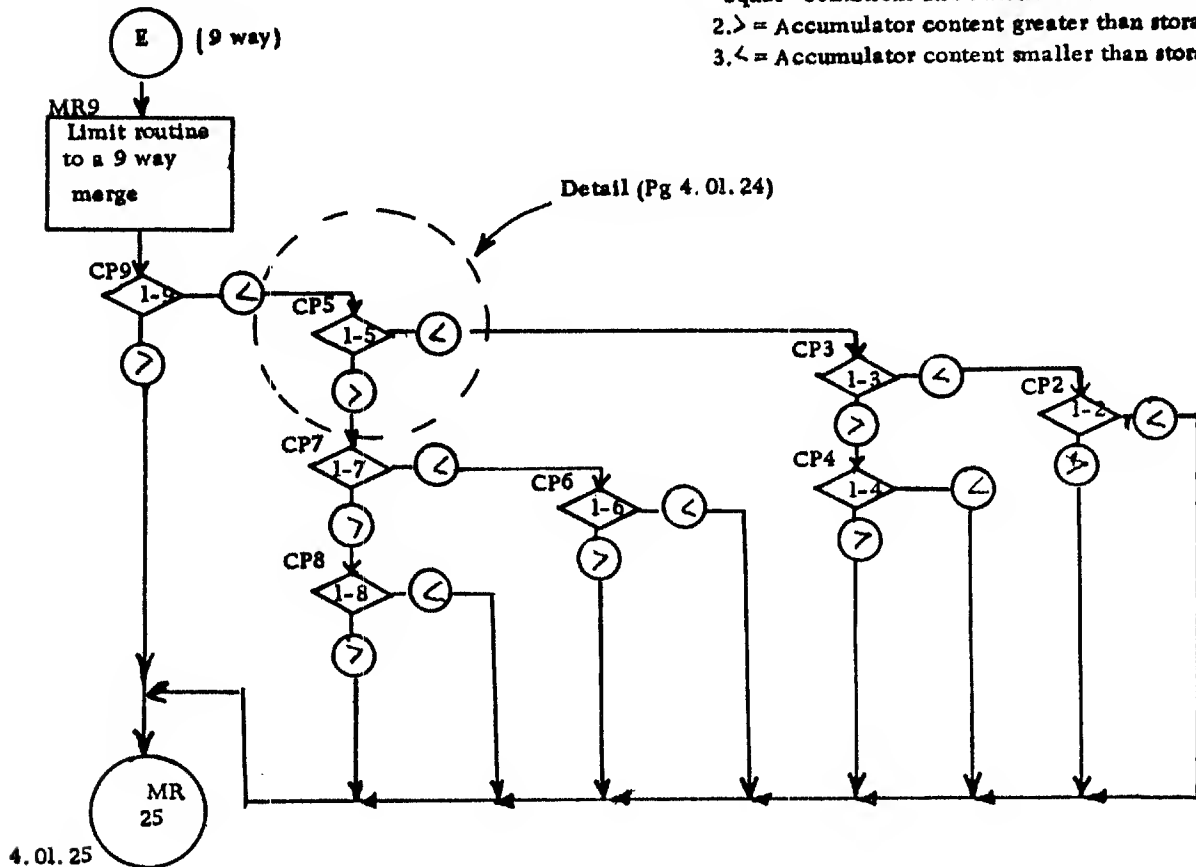 2.> = Accumulator content greater than stora
3.< = Accumulator content smaller than stor
E (9 way)
MR9
Limit routine
to a 9 way
merge
Detail (Pg 4.01.24)
CP9
1-9
<
>
CP5
1-5
<
>
CP3
1-3
<
>
CP2
1-2
<
>
CP7
1-7
<
>
CP6
1-6
<
>
CP4
1-4
<
>
CP8
1-8
<
>
MR
25
4.01.25